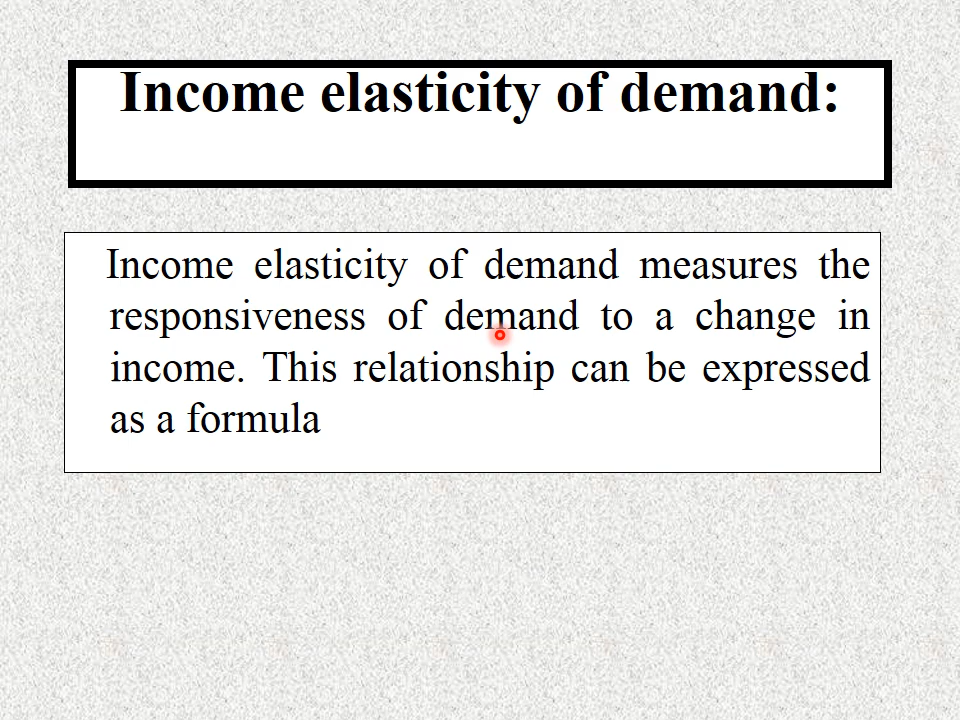 Income elasticity of demand:
Income elasticity of demand measures the
responsiveness of demand to a change in
income. This relationship can be expressed
as a formula